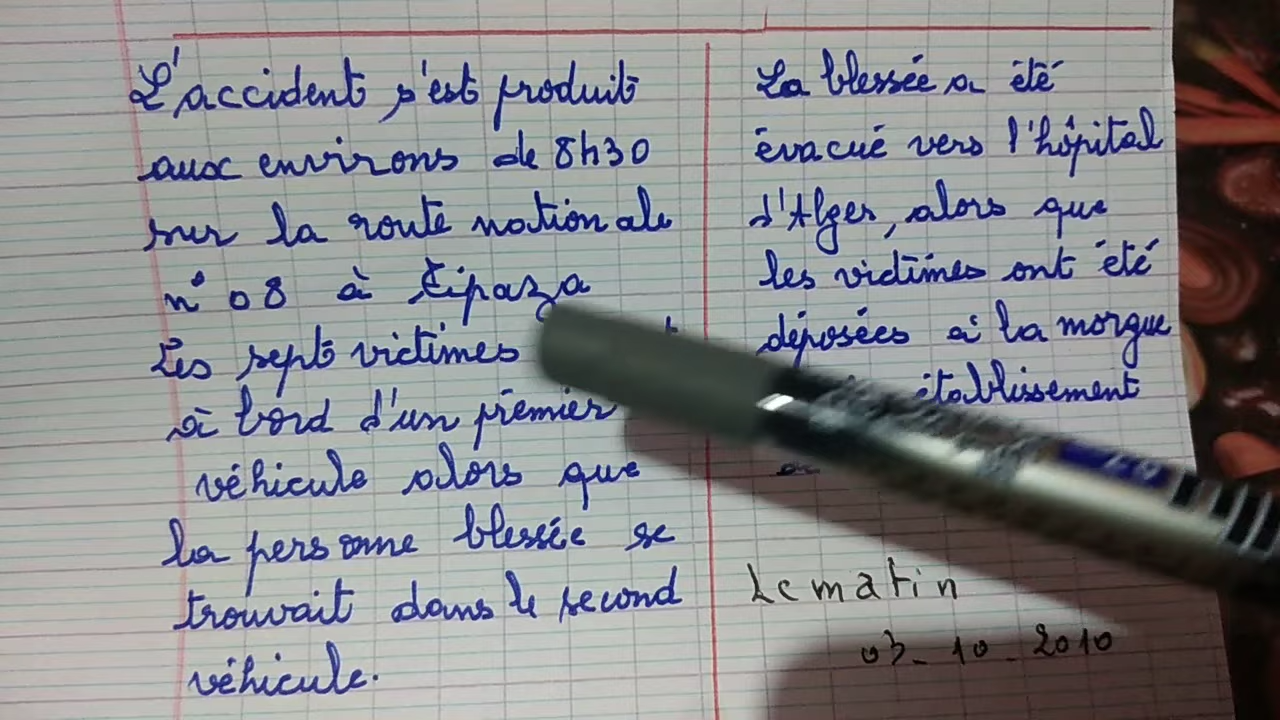 L'accident s'est produit
aux environs de 8h30
sur la route nationale
n° 08 à Tipaza
Les sept victimes
à bord d'un premier
véhicule alors que
la personne blessée se
trouvait dans le second
véhicule.
La blessée a été
évacué vers l'hôpital
d'Alger, alors que
les victimes ont été
déposées à la morgue
établissement
Le matin
03-10-2010